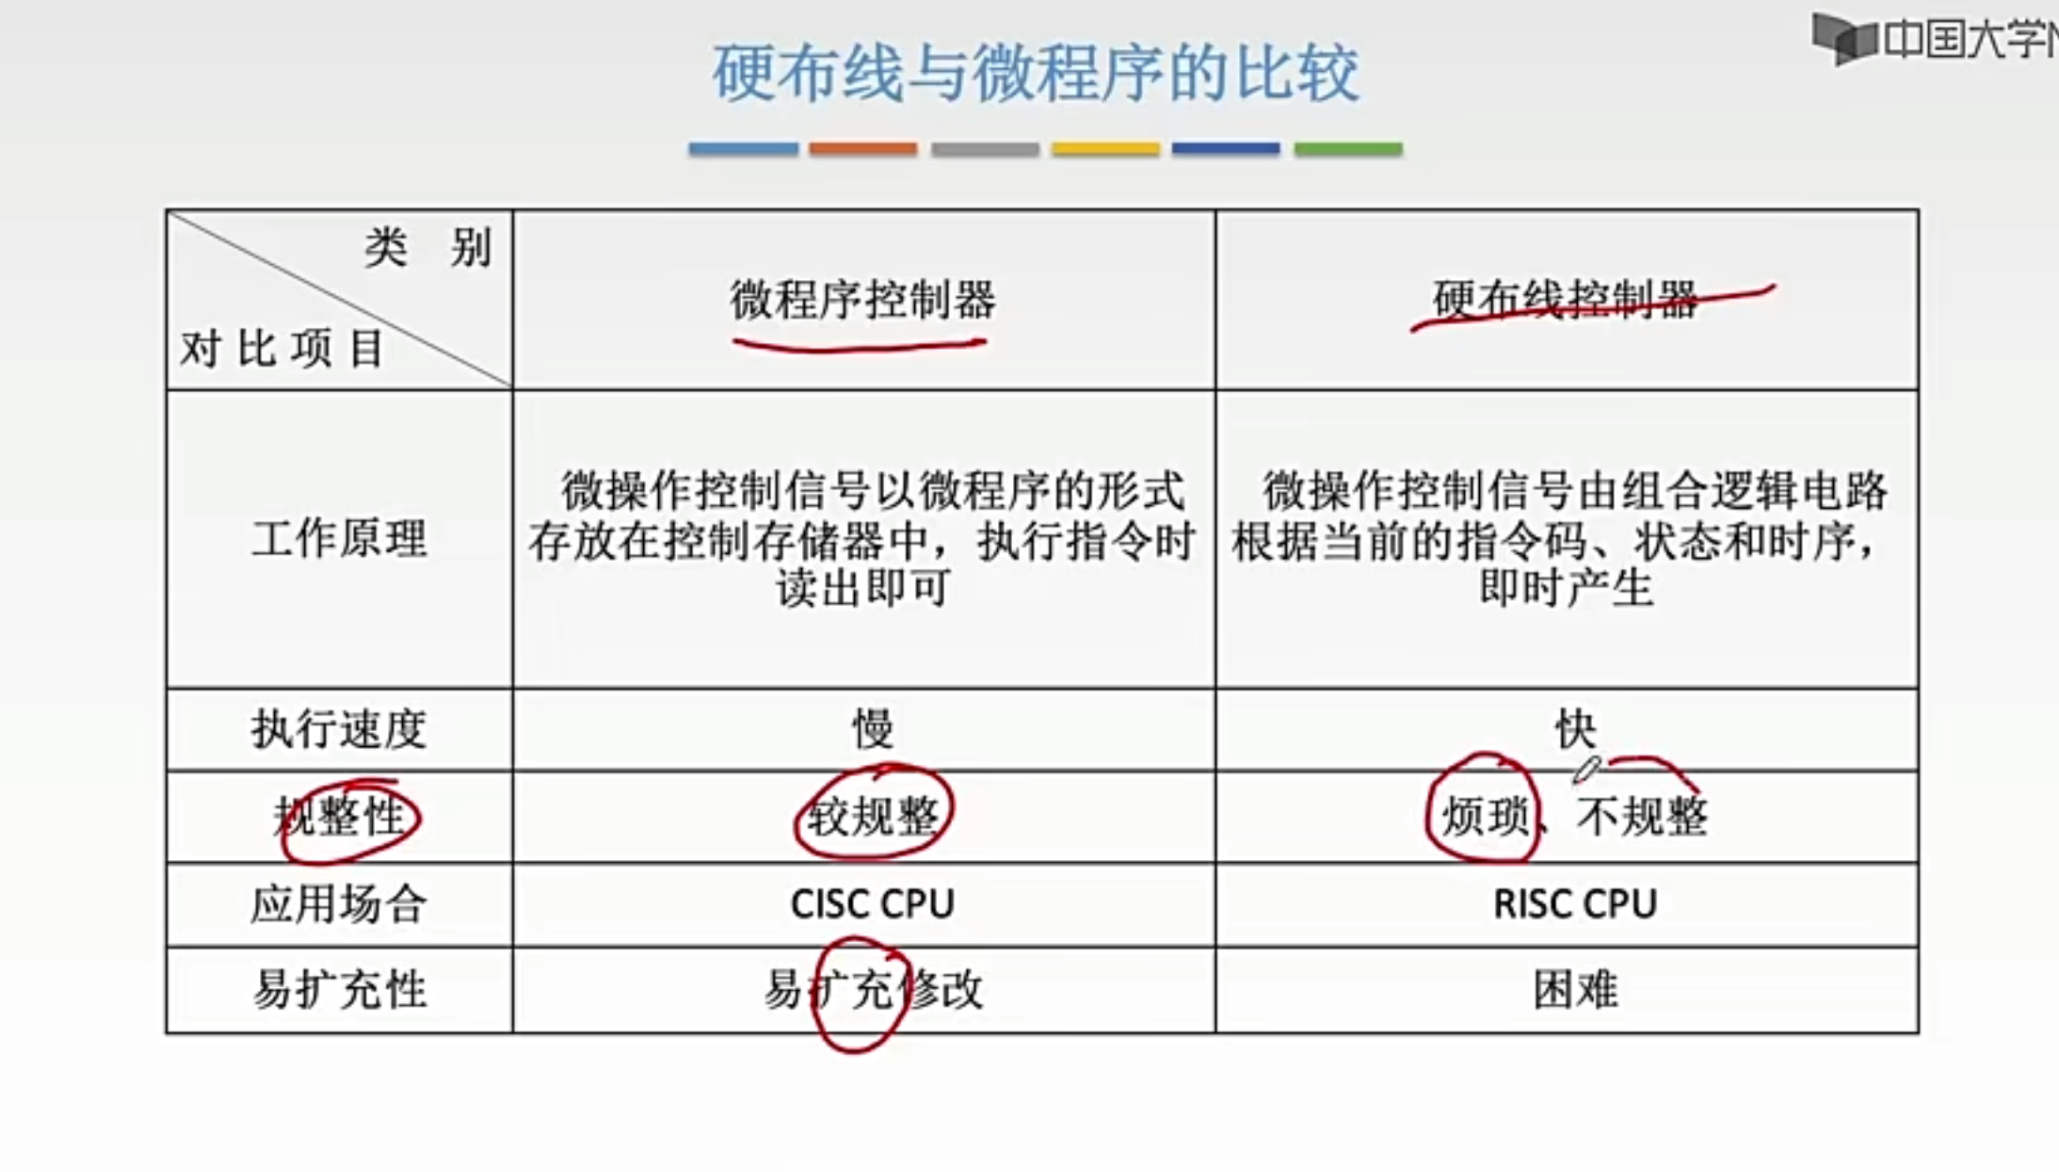 中国大学
硬布线与微程序的比较
类 别
对比项目
微程序控制器
硬布线控制器
工作原理
微操作控制信号以微程序的形式
存放在控制存储器中，执行指令时
读出即可
微操作控制信号由组合逻辑电路
根据当前的指令码、状态和时序，
即时产生
执行速度
慢
快
规整性
较规整
烦琐、不规整
应用场合
CISC CPU
RISC CPU
易扩充性
易扩充修改
困难